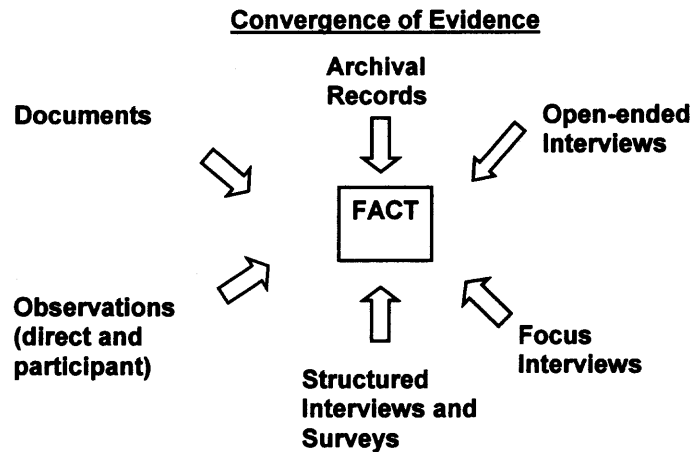 Convergence of Evidence
Archival
Records
Documents
Open-ended
Interviews
FACT
Observations
(direct and
participant)
Focus
Interviews
Structured
Interviews and
Surveys